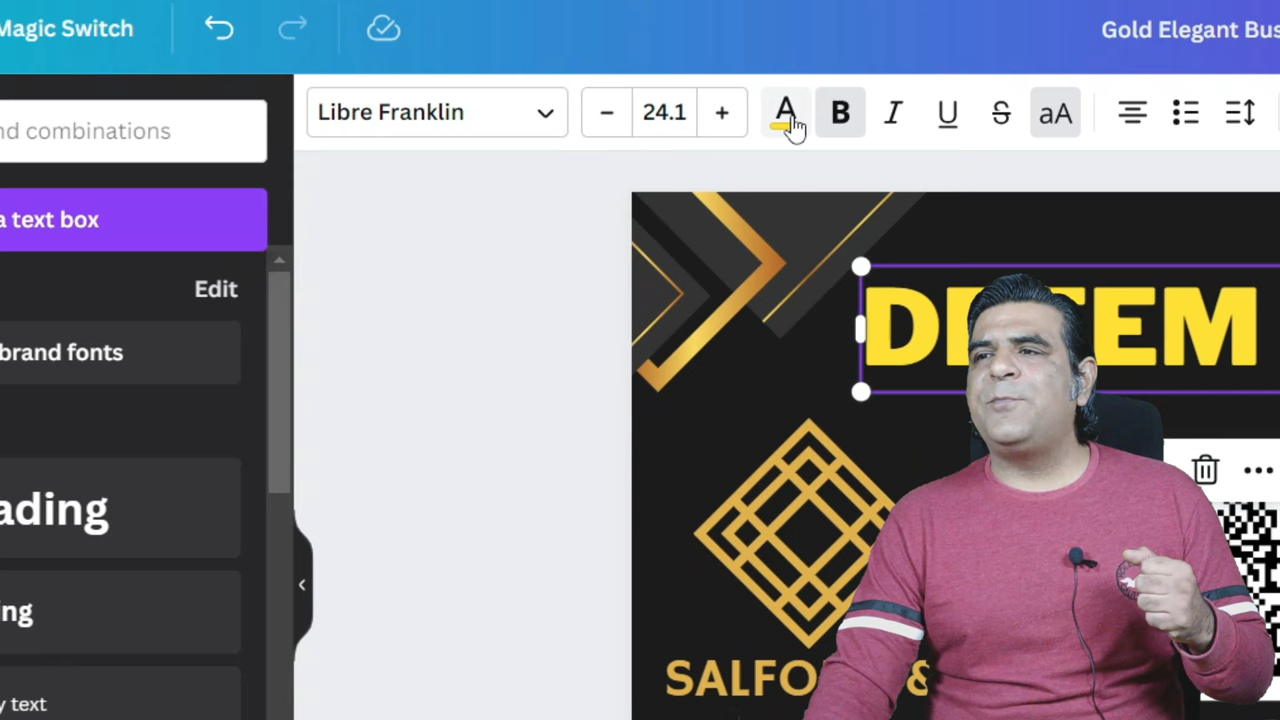 Magic Switch
Gold Elegant Bus
Libre Franklin
− 24.1 +
A B I U S aA
nd combinations
a text box
Edit
brand fonts
ading
ing
y text
SALFO &